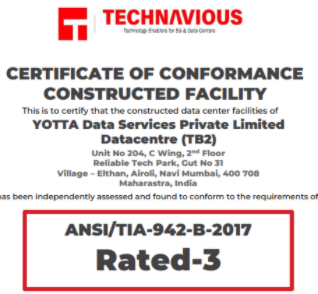 TECHNAVIOUS
Technology Enablers for 5G & Data Centers
CERTIFICATE OF CONFORMANCE
CONSTRUCTED FACILITY
This is to certify that the constructed data center facilities of
YOTTA Data Services Private Limited
Datacentre (TB2)
Unit No 204, C Wing, 2nd Floor
Reliable Tech Park, Gut No 31
Village – Elthan, Airoli, Navi Mumbai, 400 708
Maharastra, India
has been independently assessed and found to conform to the requirements of
ANSI/TIA-942-B-2017
Rated-3